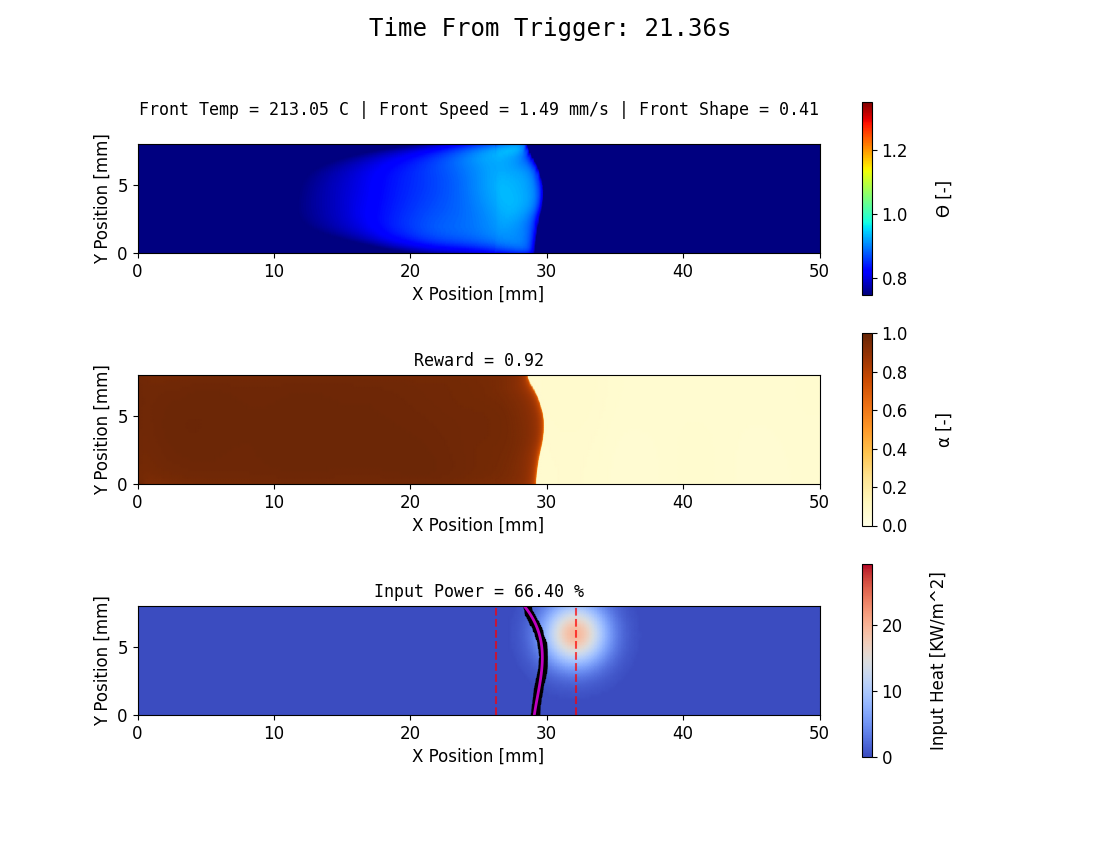 Time From Trigger: 21.36s
Front Temp = 213.05 C | Front Speed = 1.49 mm/s | Front Shape = 0.41
Y Position [mm]
5
0
0 10 20 30 40 50
X Position [mm]
1.2
1.0
0.8
Θ [-]
Reward = 0.92
Y Position [mm]
5
0
0 10 20 30 40 50
X Position [mm]
1.0
0.8
0.6
0.4
0.2
0.0
α [-]
Input Power = 66.40 %
Y Position [mm]
5
0
0 10 20 30 40 50
X Position [mm]
20
10
0
Input Heat [KW/m^2]